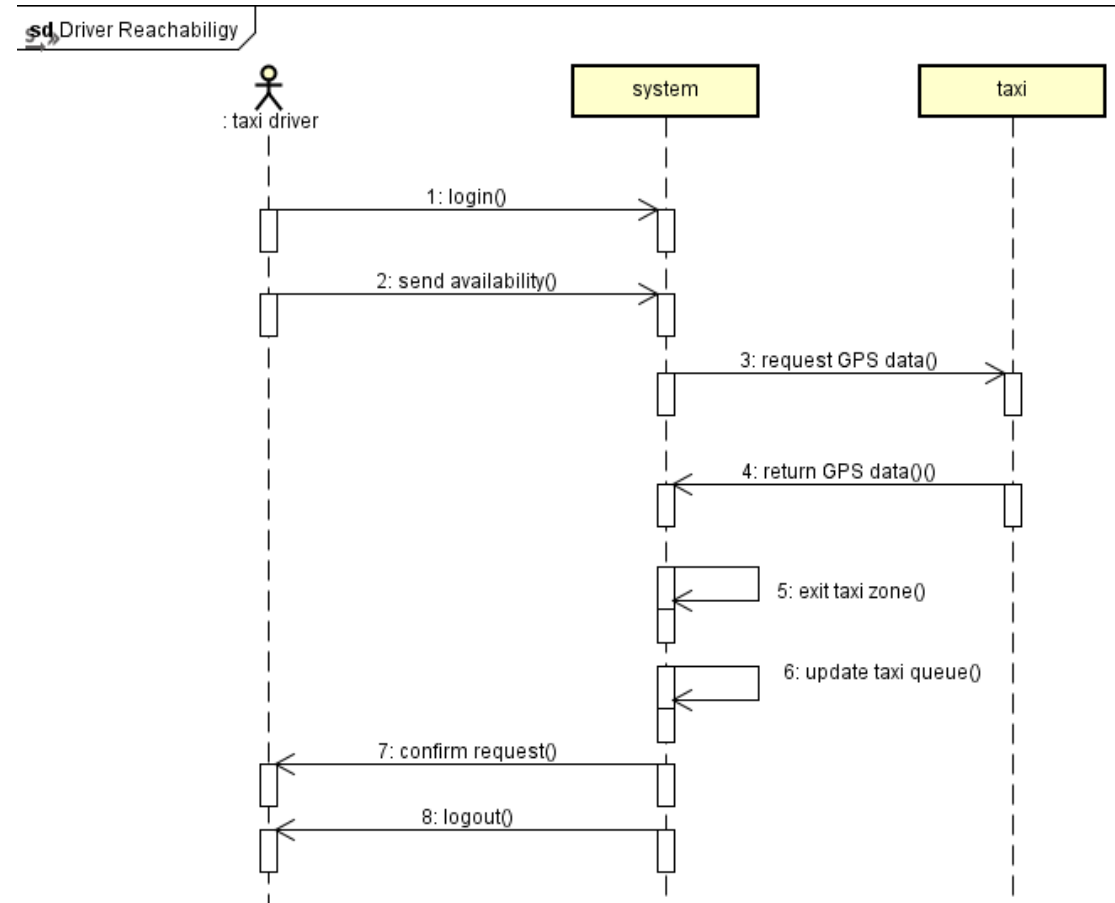 sd Driver Reachabiligy
: taxi driver
system
taxi
1: login()
2: send availability()
3: request GPS data()
4: return GPS data()()
5: exit taxi zone()
6: update taxi queue()
7: confirm request()
8: logout()